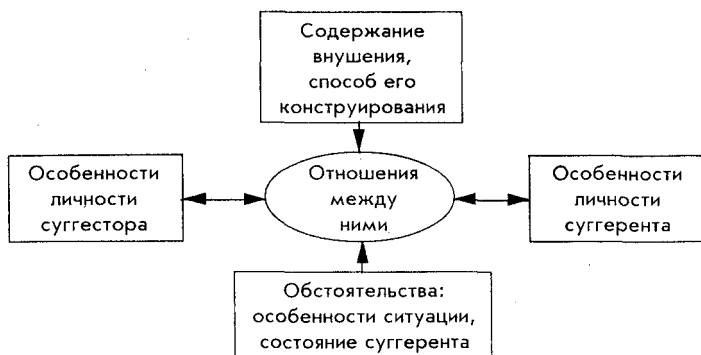 Содержание
внушения,
способ его
конструирования
Особенности
личности
суггестора
Отношения
между
ними
Особенности
личности
суггерента
Обстоятельства:
особенности ситуации,
состояние суггерента